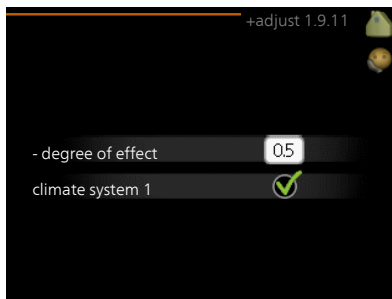 +adjust 1.9.11
- degree of effect 0.5
climate system 1